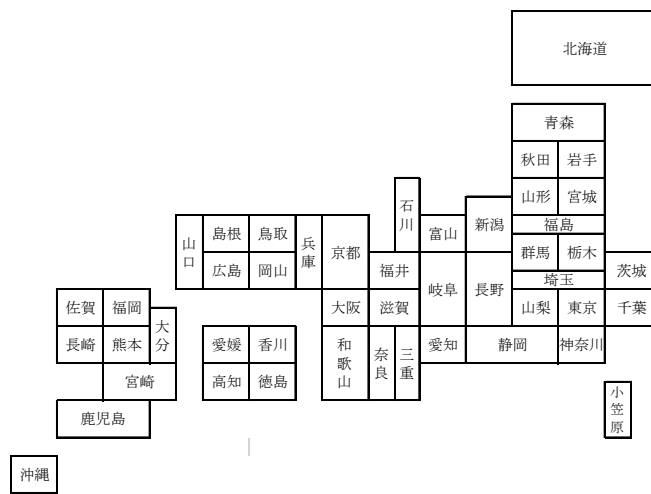 北海道
青森
秋田
岩手
石川
山形
宮城
山口
島根
鳥取
兵庫
京都
富山
新潟
福島
広島
岡山
福井
岐阜
長野
群馬
栃木
茨城
埼玉
佐賀
福岡
大分
大阪
滋賀
山梨
東京
千葉
長崎
熊本
愛媛
香川
和歌山
奈良
三重
愛知
静岡
神奈川
宮崎
高知
徳島
小笠原
鹿児島
沖縄